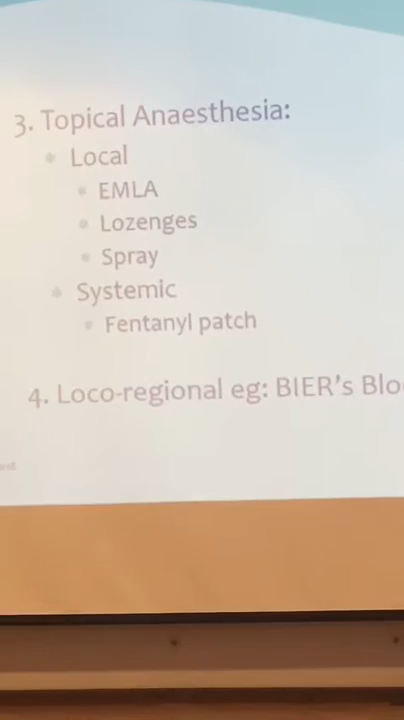 3. Topical Anaesthesia:
Local
EMLA
Lozenges
Spray
Systemic
Fentanyl patch
4. Loco-regional eg: BIER's Blo